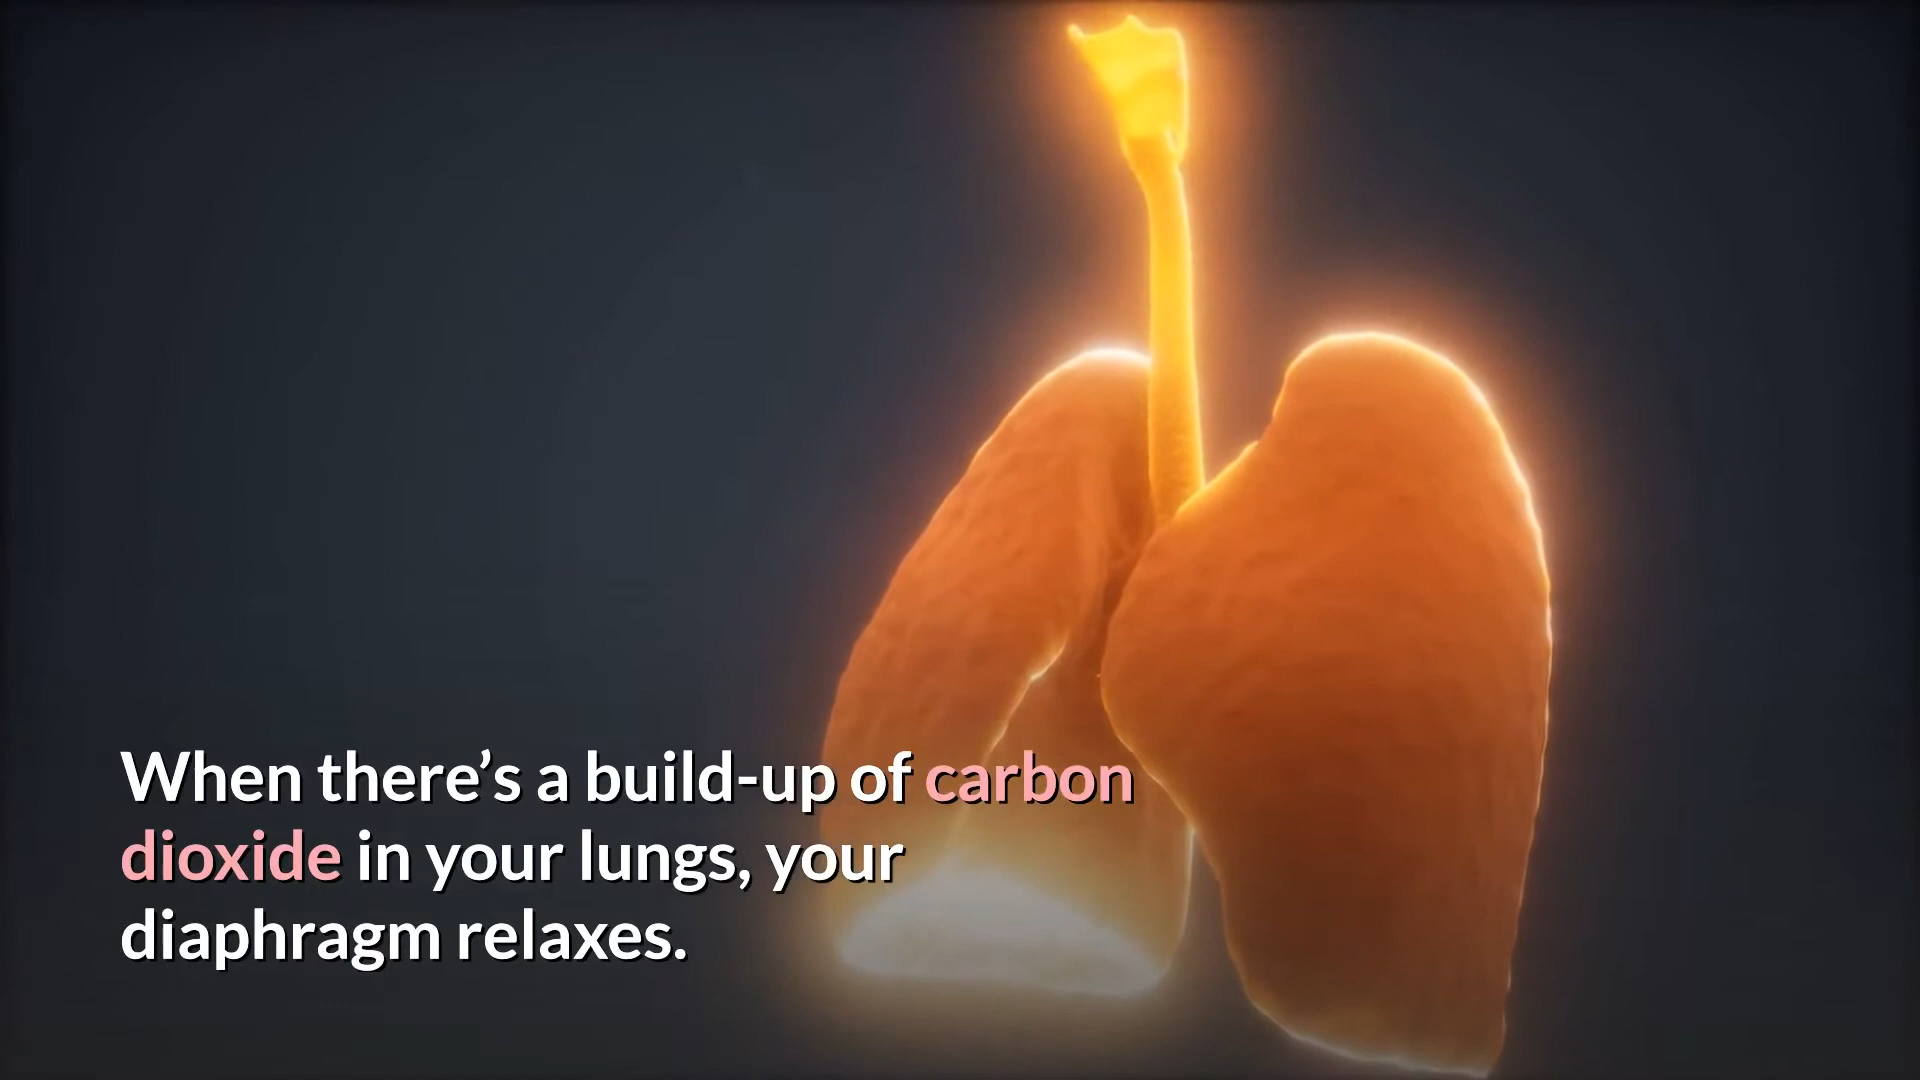 When there’s a build-up of carbon
dioxide in your lungs, your
diaphragm relaxes.